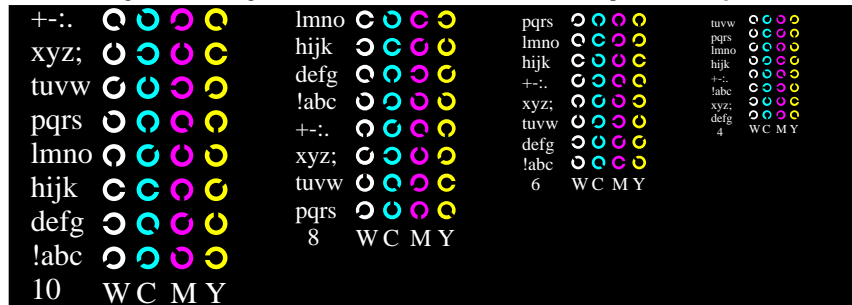 +-:.
xyz;
tuvw
pqrs
lmno
hijk
defg
!abc
10 W C M Y
lmno
hijk
defg
!abc
+-:.
xyz;
tuvw
pqrs
8 W C M Y
pqrs
lmno
hijk
+-:.
xyz;
tuvw
defg
!abc
6 W C M Y
tuvw
pqrs
lmno
hijk
+-:.
!abc
xyz;
defg
4 W C M Y